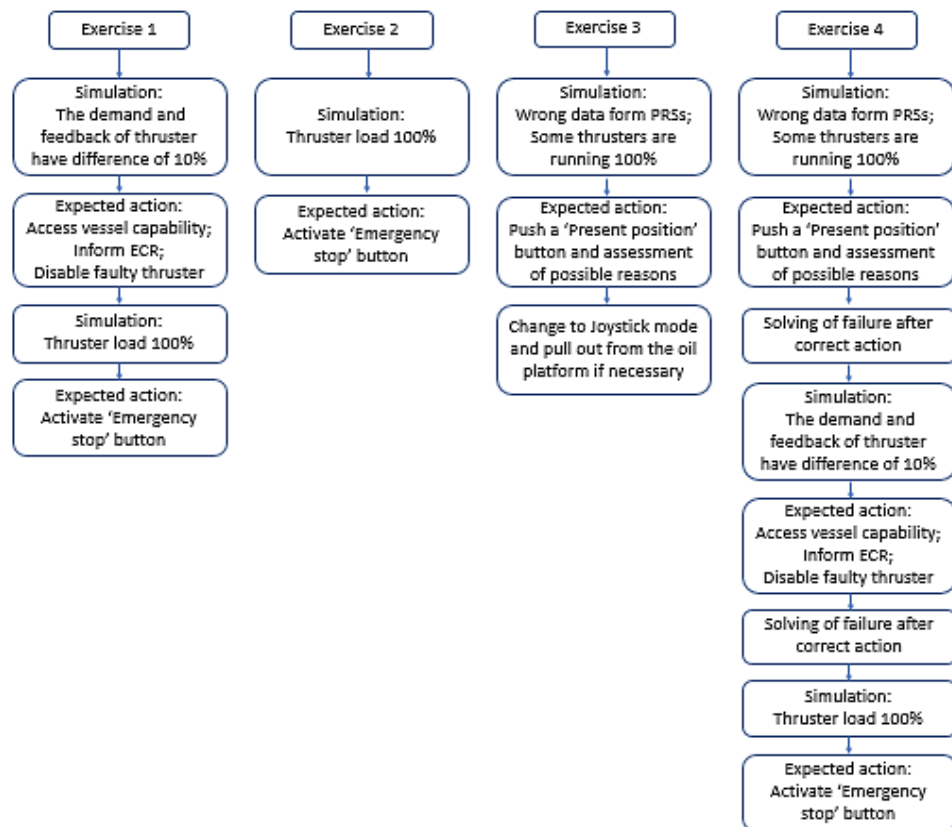 Exercise 1
Simulation:
The demand and
feedback of thruster
have difference of 10%
Expected action:
Access vessel capability;
Inform ECR;
Disable faulty thruster
Simulation:
Thruster load 100%
Expected action:
Activate ‘Emergency
stop’ button
Exercise 2
Simulation:
Thruster load 100%
Expected action:
Activate ‘Emergency
stop’ button
Exercise 3
Simulation:
Wrong data form PRSs;
Some thrusters are
running 100%
Expected action:
Push a ‘Present position’
button and assessment
of possible reasons
Change to Joystick mode
and pull out from the oil
platform if necessary
Exercise 4
Simulation:
Wrong data form PRSs;
Some thrusters are
running 100%
Expected action:
Push a ‘Present position’
button and assessment
of possible reasons
Solving of failure after
correct action
Simulation:
The demand and
feedback of thruster
have difference of 10%
Expected action:
Access vessel capability;
Inform ECR;
Disable faulty thruster
Solving of failure after
correct action
Simulation:
Thruster load 100%
Expected action:
Activate ‘Emergency
stop’ button